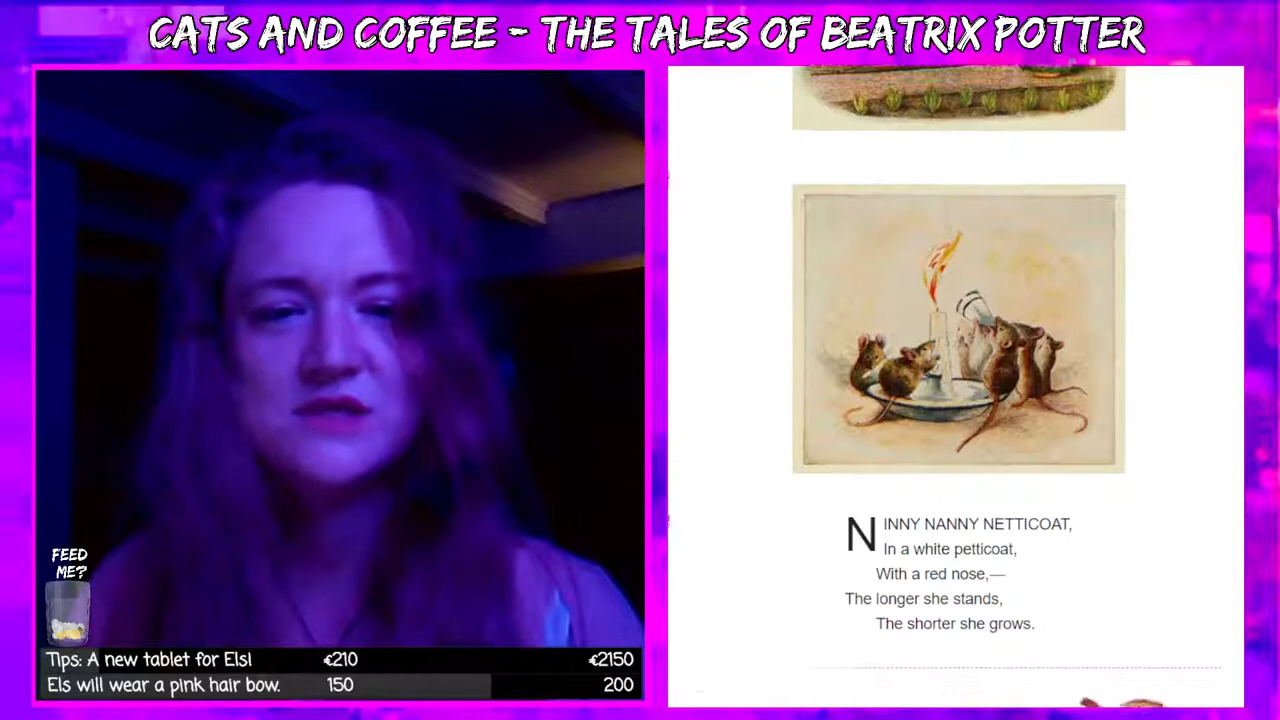 CATS AND COFFEE - THE TALES OF BEATRIX POTTER
FEED
ME?
Tips: A new tablet for Els! €210 €2150
Els will wear a pink hair bow. 150 200
NINNY NANNY NETTICOAT,
In a white petticoat,
With a red nose,—
The longer she stands,
The shorter she grows.